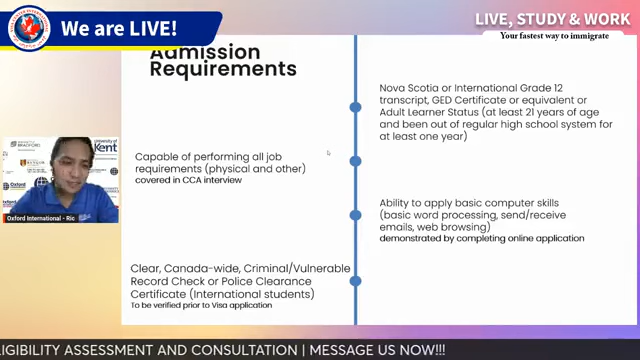 We are LIVE!
LIVE, STUDY & WORK
Your fastest way to immigrate
Admission
Requirements
Nova Scotia or International Grade 12
transcript, GED Certificate or equivalent or
Adult Learner Status (at least 21 years of age
and been out of regular high school system for
at least one year)
Capable of performing all job
requirements (physical and other)
covered in CCA interview
Ability to apply basic computer skills
(basic word processing, send/receive
emails, web browsing)
demonstrated by completing online application
Clear, Canada-wide, Criminal/Vulnerable
Record Check or Police Clearance
Certificate (International students)
To be verified prior to Visa application
BRADFORD
University of
Kent
Oxford
Oxford International - Ric
LIGIBILITY ASSESSMENT AND CONSULTATION | MESSAGE US NOW!!!